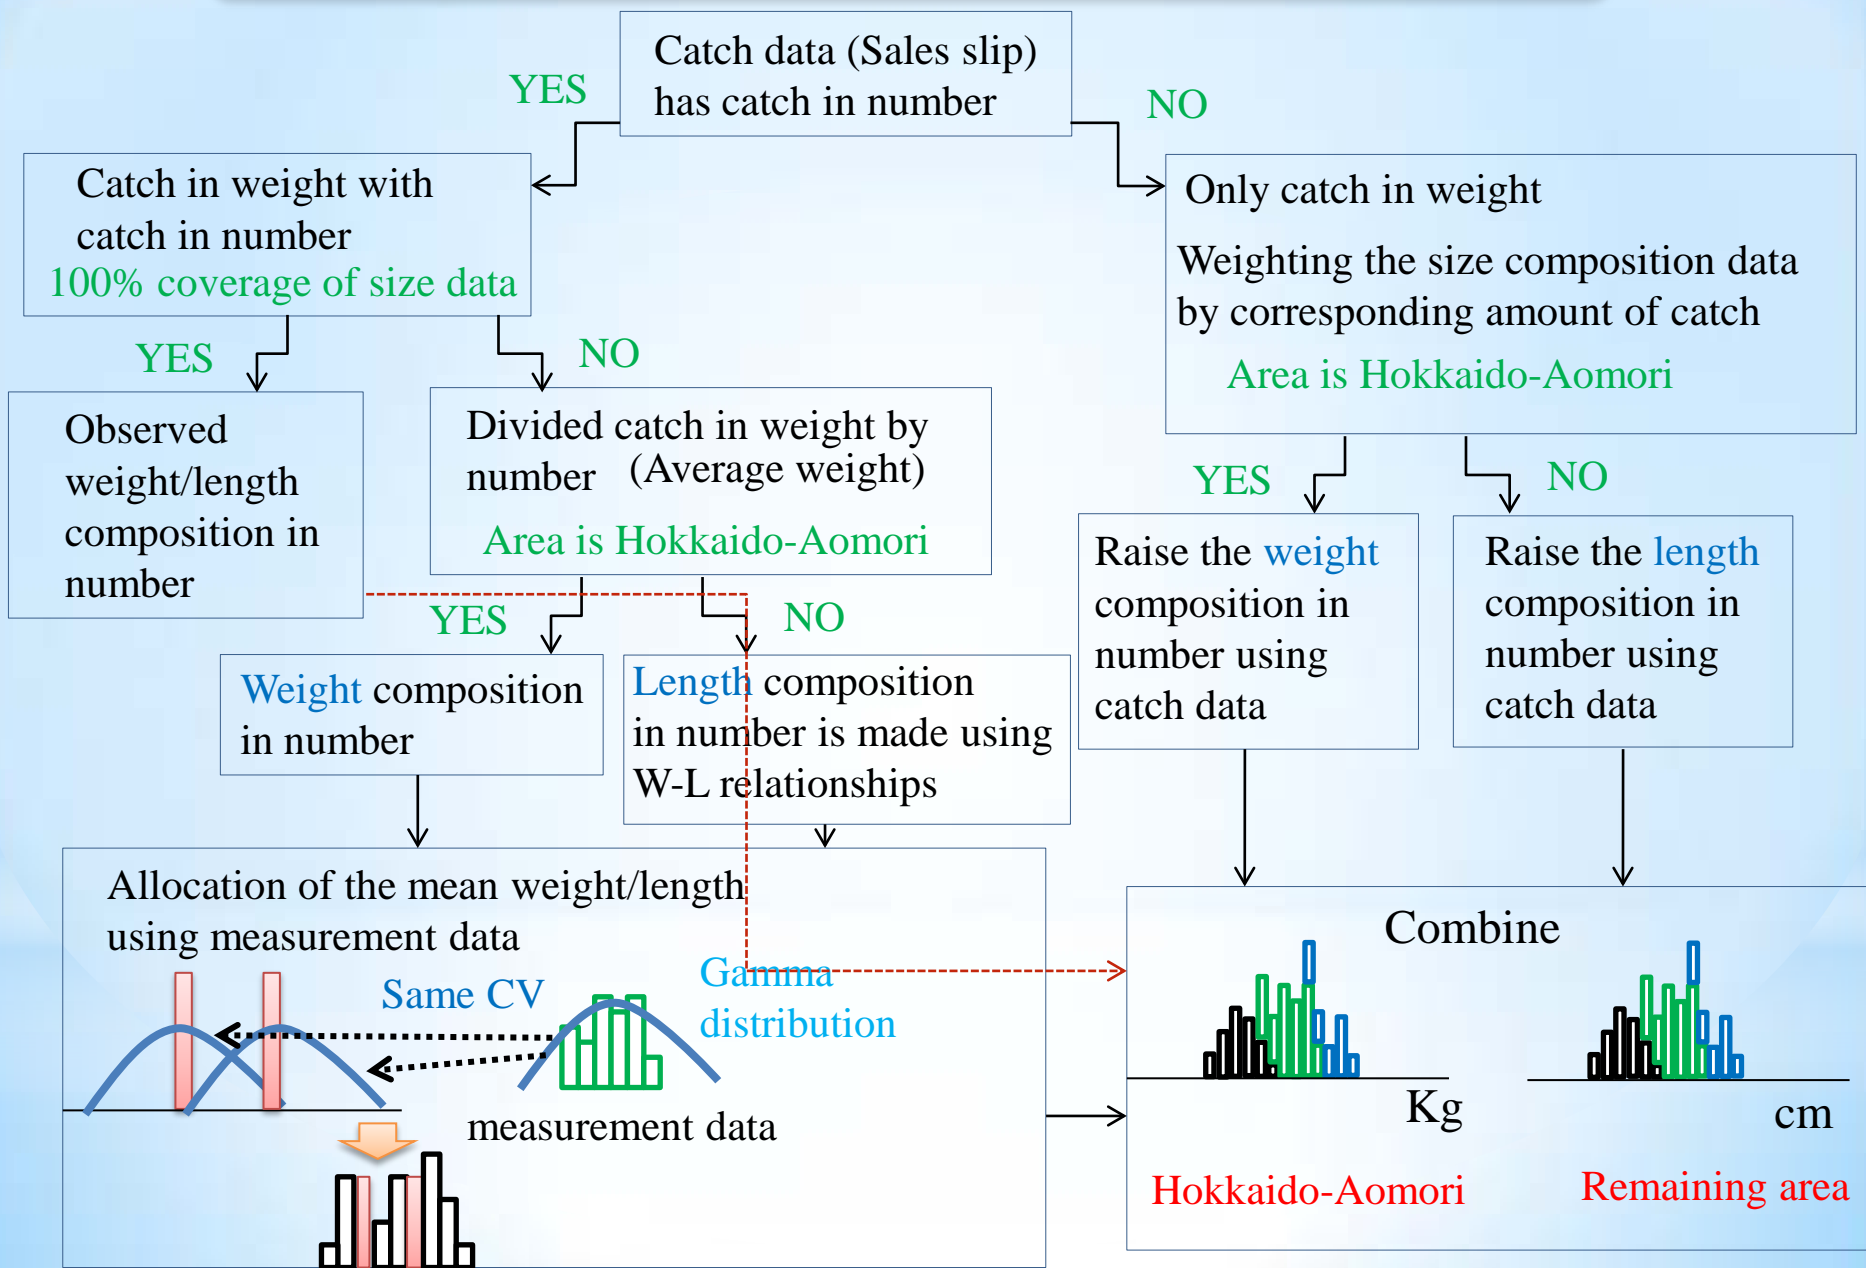 Catch data (Sales slip)
has catch in number
YES
NO
Catch in weight with
catch in number
100% coverage of size data
Only catch in weight
Weighting the size composition data
by corresponding amount of catch
Area is Hokkaido-Aomori
YES
NO
Observed
weight/length
composition in
number
Divided catch in weight by
number (Average weight)
Area is Hokkaido-Aomori
YES
NO
Raise the weight
composition in
number using
catch data
Raise the length
composition in
number using
catch data
YES
NO
Weight composition
in number
Length composition
in number is made using
W-L relationships
Allocation of the mean weight/length
using measurement data
Same CV
Gamma
distribution
measurement data
Combine
Kg
cm
Hokkaido-Aomori
Remaining area